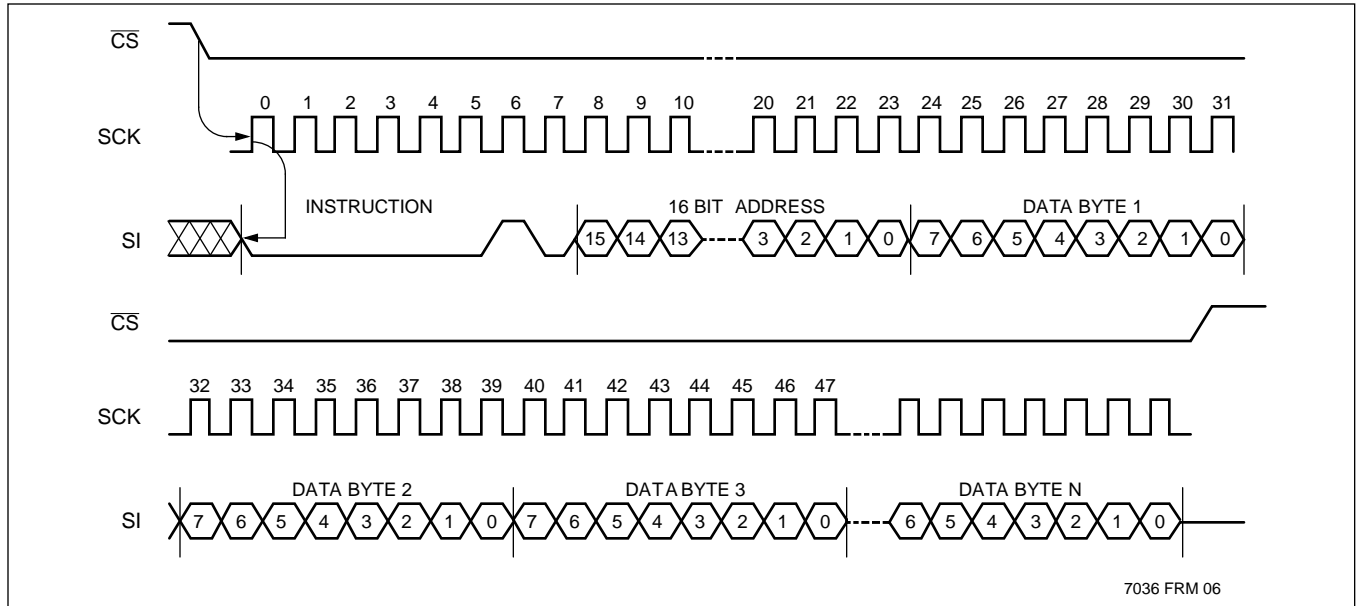 CS
0 1 2 3 4 5 6 7 8 9 10 20 21 22 23 24 25 26 27 28 29 30 31
SCK
INSTRUCTION 16 BIT ADDRESS DATA BYTE 1
SI 15 14 13 3 2 1 0 7 6 5 4 3 2 1 0
CS
32 33 34 35 36 37 38 39 40 41 42 43 44 45 46 47
SCK
DATA BYTE 2 DATA BYTE 3 DATA BYTE N
SI 7 6 5 4 3 2 1 0 7 6 5 4 3 2 1 0 6 5 4 3 2 1 0
7036 FRM 06